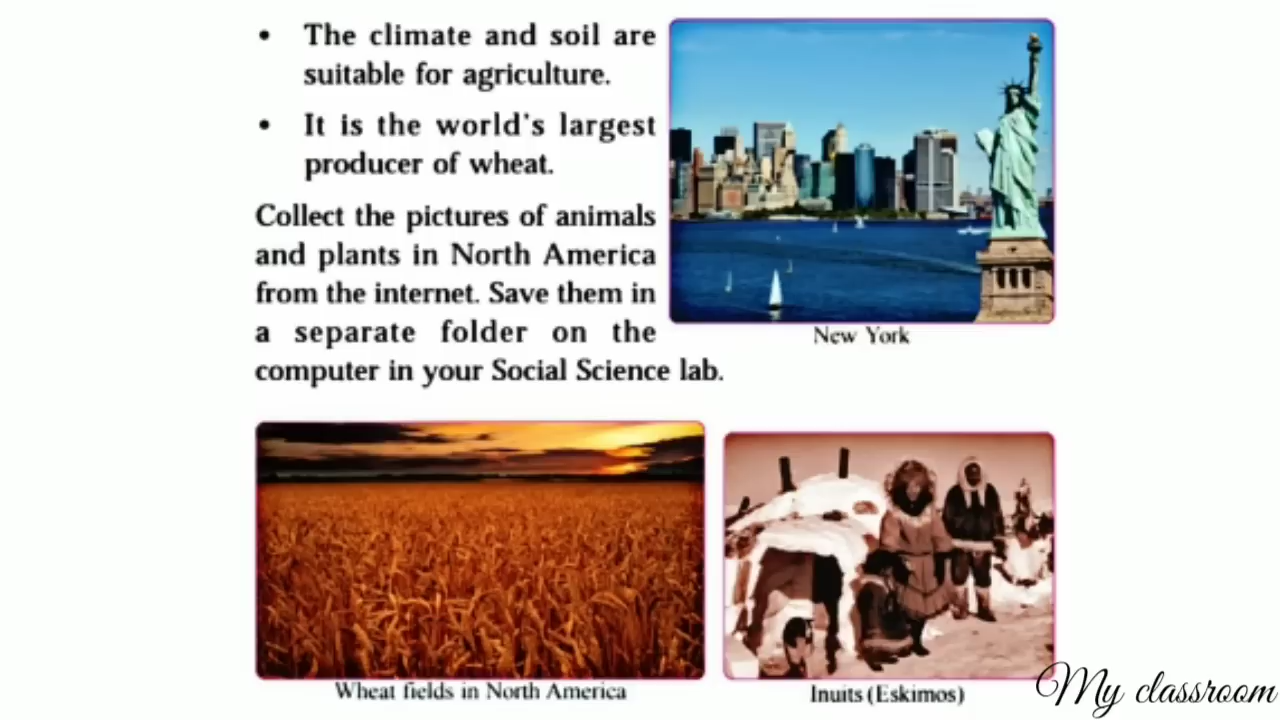 • The climate and soil are
suitable for agriculture.
• It is the world's largest
producer of wheat.
Collect the pictures of animals
and plants in North America
from the internet. Save them in
a separate folder on the
computer in your Social Science lab.
New York
Wheat fields in North America
Inuits (Eskimos)
My classroom